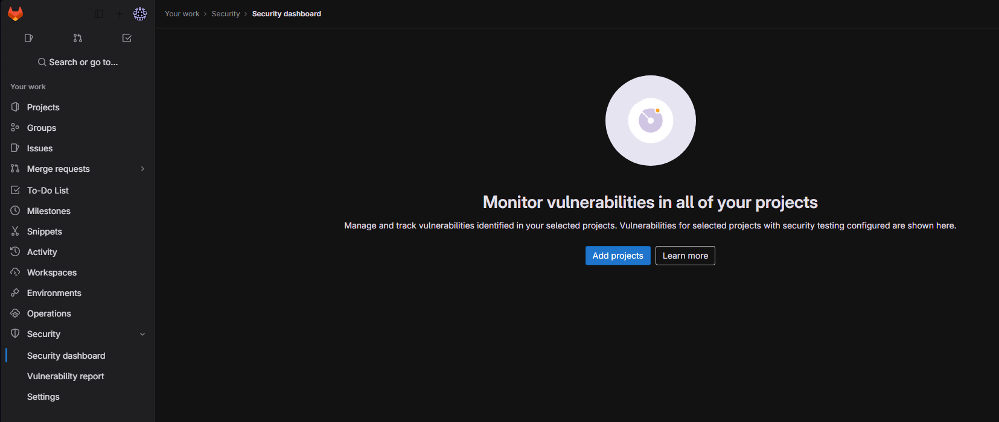 Your work › Security › Security dashboard
Search or go to...
Your work
Projects
Groups
Issues
Merge requests
To-Do List
Milestones
Snippets
Activity
Workspaces
Environments
Operations
Security
Security dashboard
Vulnerability report
Settings
Monitor vulnerabilities in all of your projects
Manage and track vulnerabilities identified in your selected projects. Vulnerabilities for selected projects with security testing configured are shown here.
Add projects Learn more